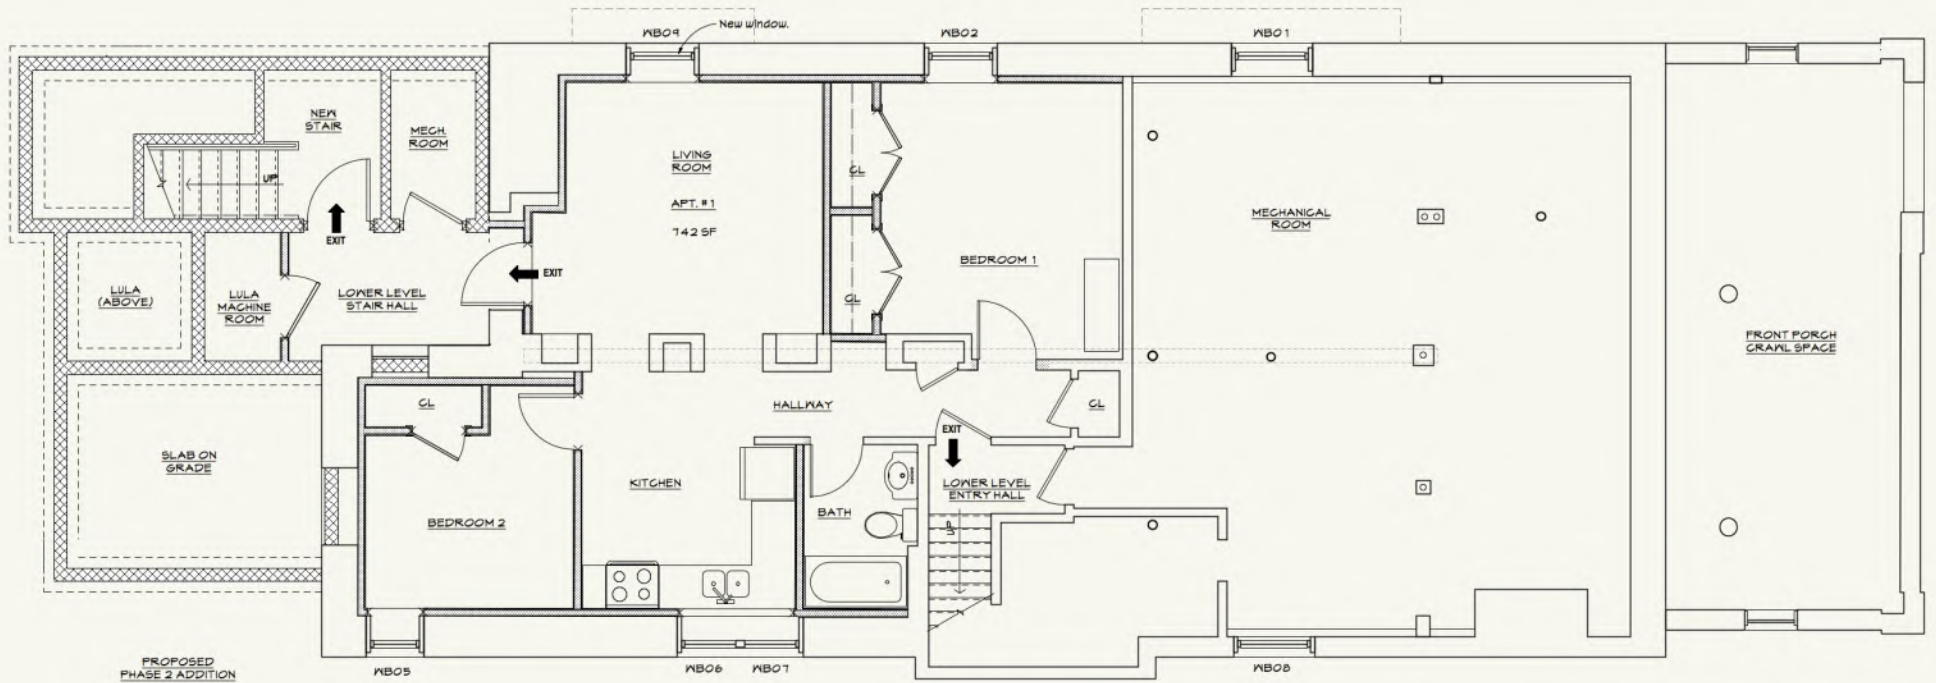 WB09
New window.
WB02
WB01
NEW
STAIR
MECH.
ROOM
UP
EXIT
LIVING
ROOM
APT. #1
742 SF
CL
CL
BEDROOM 1
EXIT
MECHANICAL
ROOM
LULA
(ABOVE)
LULA
MACHINE
ROOM
LOWER LEVEL
STAIR HALL
FRONT PORCH
CRAWL SPACE
CL
HALLWAY
CL
EXIT
SLAB ON
GRADE
KITCHEN
LOWER LEVEL
ENTRY HALL
BEDROOM 2
BATH
UP
WB05
WB06
WB07
WB08
PROPOSED
PHASE 2 ADDITION